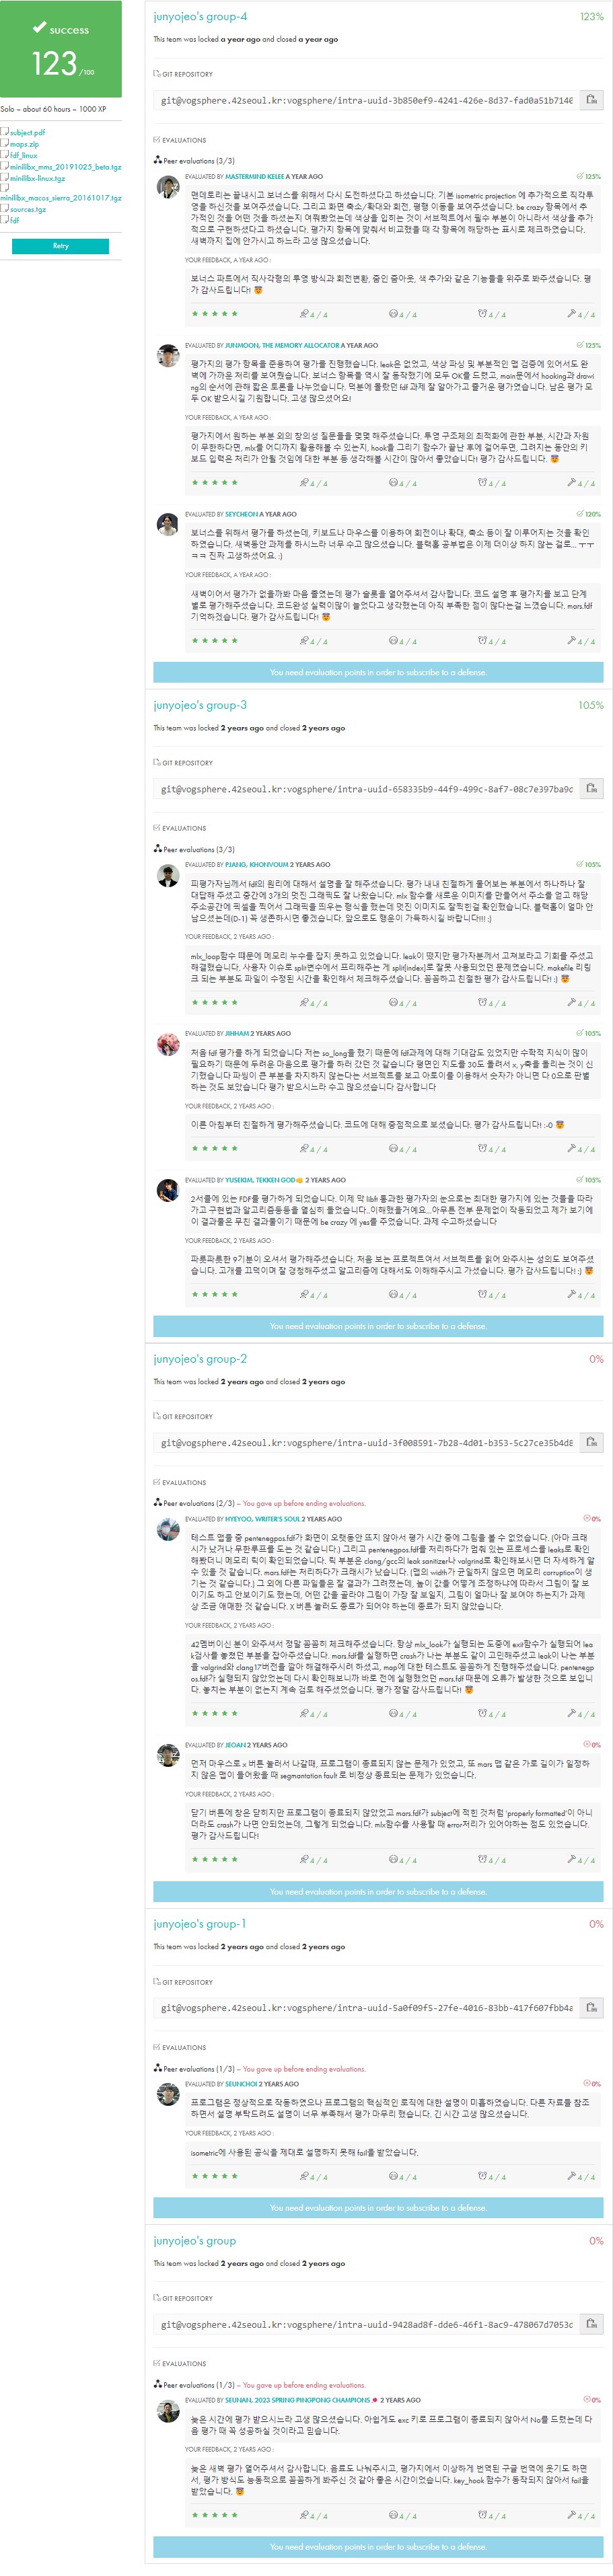 success
123 /100
Solo – about 60 hours – 1000 XP
subject.pdf
maps.zip
fdf_linux
minilibx_mms_20191025_beta.tgz
minilibx-linux.tgz
minilibx_macos_sierra_20161017.tgz
sources.tgz
fdf
Retry
junyojeo's group-4
123%
This team was locked a year ago and closed a year ago
GIT REPOSITORY
git@vogsphere.42seoul.kr:vogsphere/intra-uuid-3b850ef9-4241-426e-8d37-fad0a51b7140
EVALUATIONS
Peer evaluations (3/3)
EVALUATED BY MASTERMIND KELEE A YEAR AGO
125%
맨데토리는 끝내시고 보너스를 위해서 다시 도전하셨다고 하셨습니다. 기본 isometric projection 에 추가적으로 직각투
영을 하신것을 보여주셨습니다. 그리고 화면 축소/확대와 회전, 평행 이동을 보여주셨습니다. be crazy 항목에서 추
가적인 것을 어떤 것을 하셨는지 여쭤봤었는데 색상을 입히는 것이 서브젝트에서 필수 부분이 아니라서 색상을 추가
적으로 구현하셨다고 하셨습니다. 평가지 항목에 맞춰서 비교했을 때 각 항목에 해당하는 표시로 체크하였습니다.
새벽까지 집에 안가시고 하느라 고생 많으셨습니다.
YOUR FEEDBACK, A YEAR AGO :
보너스 파트에서 직사각형의 투영 방식과 회전변환, 줌인 줌아웃, 색 추가와 같은 기능들을 위주로 봐주셨습니다. 평
가 감사드립니다! 😇
★ ★ ★ ★ ★ 4 / 4 4 / 4 4 / 4 4 / 4
EVALUATED BY JUNMOON, THE MEMORY ALLOCATOR A YEAR AGO
125%
평가지의 평가 항목을 준용하여 평가를 진행했습니다. leak은 없었고, 색상 파싱 및 부분적인 맵 검증에 있어서도 완
벽에 가까운 처리를 보여줬습니다. 보너스 항목들 역시 잘 동작했기에 모두 OK를 드렸고, main문에서 hooking과 drawi
ng의 순서에 관해 짧은 토론을 나누었습니다. 덕분에 몰랐던 fdf 과제 잘 알아가고 즐거운 평가였습니다. 남은 평가 모
두 OK 받으시길 기원합니다. 고생 많으셨어요!
YOUR FEEDBACK, A YEAR AGO :
평가지에서 원하는 부분 외의 창의성 질문들을 몇몇 해주셨습니다. 투영 구조체의 최적화에 관한 부분, 시간과 자원
이 무한하다면, mlx를 어디까지 활용해볼 수 있는지, hook을 그리기 함수가 끝난 후에 걸어두면, 그려지는 동안의 키
보드 입력은 처리가 안될 것임에 대한 부분 등 생각해볼 시간이 많아서 좋았습니다! 평가 감사드립니다. 😇
★ ★ ★ ★ ★ 4 / 4 4 / 4 4 / 4 4 / 4
EVALUATED BY SEYCHEON A YEAR AGO
120%
보너스를 위해서 평가를 하셨는데, 키보드나 마우스를 이용하여 회전이나 확대, 축소 등이 잘 이루어지는 것을 확인
하였습니다. 새벽동안 과제를 하시느라 너무 수고 많으셨습니다. 블랙홀 공부법은 이제 더이상 하지 않는 걸로... ㅜㅜ
ㅋㅋ 진짜 고생하셨어요. :)
YOUR FEEDBACK, A YEAR AGO :
새벽이어서 평가가 없을까봐 마음 졸였는데 평가 슬롯을 열어주셔서 감사합니다. 코드 설명 후 평가지를 보고 단계
별로 평가해주셨습니다. 코드완성 실력이많이 늘었다고 생각했는데 아직 부족한 점이 많다는걸 느꼈습니다. mars.fdf
기억하겠습니다. 평가 감사드립니다! 😇
★ ★ ★ ★ ★ 4 / 4 4 / 4 4 / 4 4 / 4
You need evaluation points in order to subscribe to a defense.
junyojeo's group-3
105%
This team was locked 2 years ago and closed 2 years ago
GIT REPOSITORY
git@vogsphere.42seoul.kr:vogsphere/intra-uuid-658335b9-44f9-499c-8af7-08c7e397ba9d
EVALUATIONS
Peer evaluations (3/3)
EVALUATED BY PJANG, KHONVOUM 2 YEARS AGO
105%
피평가자님께서 fdf의 원리에 대해서 설명을 잘 해주셨습니다. 평가 내내 친절하게 물어보는 부분에서 하나하나 잘
대답해 주셨고 중간에 3개의 멋진 그래픽도 잘 나왔습니다. mlx 함수를 새로운 이미지를 만들어서 주소를 얻고 해당
주소공간에 픽셀을 찍어서 그래픽을 띄우는 형식을 했는데 멋진 이미지도 잘찍힌걸 확인했습니다. 블랙홀이 얼마 안
남으셨는데(D-1) 꼭 생존하시면 좋겠습니다. 앞으로도 행운이 가득하시길 바랍니다!!! :)
YOUR FEEDBACK, 2 YEARS AGO :
mlx_loop함수 때문에 메모리 누수를 잡지 못하고 있었습니다. leak이 떴지만 평가자분께서 고쳐보라고 기회를 주셨고
해결했습니다. 사용자 이슈로 split변수에서 프리해주는 게 split[index]로 잘못 사용되었던 문제였습니다. makefile 리링
크 되는 부분도 파일이 수정된 시간을 확인해서 체크해주셨습니다. 꼼꼼하고 친절한 평가 감사드립니다! :) 😇
★ ★ ★ ★ ★ 4 / 4 4 / 4 4 / 4 4 / 4
EVALUATED BY JIHHAM 2 YEARS AGO
105%
처음 fdf 평가를 하게 되었습니다 저는 so_long을 했기 때문에 fdf과제에 대해 기대감도 있었지만 수학적 지식이 많이
필요하기 때문에 두려운 마음으로 평가를 하러 갔던 것 같습니다 평면인 지도를 30도 돌려서 x, y축을 돌리는 것이 신
기했습니다 파씽이 큰 부분을 차지하지 않는다는 서브젝트를 보고 아토이를 이용해서 숫자가 아니면 다 0으로 판별
하는 것도 보았습니다 평가 받으시느라 수고 많으셨습니다 감사합니다
YOUR FEEDBACK, 2 YEARS AGO :
이른 아침부터 친절하게 평가해주셨습니다. 코드에 대해 중점적으로 보셨습니다. 평가 감사드립니다! :-0 😇
★ ★ ★ ★ ★ 4 / 4 4 / 4 4 / 4 4 / 4
EVALUATED BY YUSEKIM, TEKKEN GOD👊 2 YEARS AGO
105%
2서클에 있는 FDF를 평가하게 되었습니다. 이제 막 libft 통과한 평가자의 눈으로는 최대한 평가지에 있는 것들을 따라
가고 구현법과 알고리즘등등을 열심히 들었습니다..이해했을거예요...아무튼 전부 문제없이 작동되었고 제가 보기에
이 결과물은 무친 결과물이기 때문에 be crazy 에 yes를 주었습니다. 과제 수고하셨습니다
YOUR FEEDBACK, 2 YEARS AGO :
파릇파릇한 9기분이 오셔서 평가해주셨습니다. 처음 보는 프로젝트여서 서브젝트를 읽어 와주시는 성의도 보여주셨
습니다. 고개를 끄덕이며 잘 경청해주셨고 알고리즘에 대해서도 이해해주시고 가셨습니다. 평가 감사드립니다! :) 😇
★ ★ ★ ★ ★ 4 / 4 4 / 4 4 / 4 4 / 4
You need evaluation points in order to subscribe to a defense.
junyojeo's group-2
0%
This team was locked 2 years ago and closed 2 years ago
GIT REPOSITORY
git@vogsphere.42seoul.kr:vogsphere/intra-uuid-3f008591-7b28-4d01-b353-5c27ce35b4d8
EVALUATIONS
Peer evaluations (2/3) – You gave up before ending evaluations.
EVALUATED BY HYEYOO, WRITER'S SOUL 2 YEARS AGO
0%
테스트 맵들 중 pentenegpos.fdf가 화면이 오랫동안 뜨지 않아서 평가 시간 중에 그림을 볼 수 없었습니다. (아마 크래
시가 났거나 무한루프를 도는 것 같습니다.) 그리고 pentenegpos.fdf를 처리하다가 멈춰 있는 프로세스를 leaks로 확인
해봤더니 메모리 릭이 확인되었습니다. 릭 부분은 clang/gcc의 leak sanitizer나 valgrind로 확인해보시면 더 자세하게 알
수 있을 것 같습니다. mars.fdf는 처리하다가 크래시가 났습니다. (맵의 width가 균일하지 않으면 메모리 corruption이 생
기는 것 같습니다.) 그 외에 다른 파일들은 잘 결과가 그려졌는데, 높이 값을 어떻게 조정하냐에 따라서 그림이 잘 보
이기도 하고 안보이기도 했는데, 어떤 값을 골라야 그림이 가장 잘 보일지, 그림이 얼마나 잘 보여야 하는지가 과제
상 조금 애매한 것 같습니다. X 버튼 눌러도 종료가 되어야 하는데 종료가 되지 않았습니다.
YOUR FEEDBACK, 2 YEARS AGO :
42멤버이신 분이 와주셔서 정말 꼼꼼히 체크해주셨습니다. 항상 mlx_look가 실행되는 도중에 exit함수가 실행되어 lea
k검사를 놓쳤던 부분을 잡아주셨습니다. mars.fdf를 실행하면 crash가 나는 부분도 같이 고민해주셨고 leak이 나는 부분
을 valgrind와 clang17버전을 깔아 해결해주시려 하셨고, map에 대한 테스트도 꼼꼼하게 진행해주셨습니다. pentenegp
os.fdf가 실행되지 않았었는데 다시 확인해보니까 바로 전에 실행했었던 mars.fdf 때문에 오류가 발생한 것으로 보입니
다. 놓치는 부분이 없는지 계속 검토 해주셨었습니다. 평가 정말 감사드립니다! 😇
★ ★ ★ ★ ★ 4 / 4 4 / 4 4 / 4 4 / 4
EVALUATED BY JEOAN 2 YEARS AGO
0%
먼저 마우스로 x 버튼 눌러서 나갈때, 프로그램이 종료되지 않는 문제가 있었고, 또 mars 맵 같은 가로 길이가 일정하
지 않은 맵이 들어왔을 때 segmantation fault 로 비정상 종료되는 문제가 있었습니다.
YOUR FEEDBACK, 2 YEARS AGO :
닫기 버튼에 창은 닫히지만 프로그램이 종료되지 않았었고 mars.fdf가 subject에 적힌 것처럼 'properly formatted'이 아니
더라도 crash가 나면 안되었는데, 그렇게 되었습니다. mlx함수를 사용할 때 error처리가 있어야하는 점도 있었습니다.
평가 감사드립니다!
★ ★ ★ ★ ★ 4 / 4 4 / 4 4 / 4 4 / 4
You need evaluation points in order to subscribe to a defense.
junyojeo's group-1
0%
This team was locked 2 years ago and closed 2 years ago
GIT REPOSITORY
git@vogsphere.42seoul.kr:vogsphere/intra-uuid-5a0f09f5-27fe-4016-83bb-417f607fbb4a
EVALUATIONS
Peer evaluations (1/3) – You gave up before ending evaluations.
EVALUATED BY SEUNCHOI 2 YEARS AGO
0%
프로그램은 정상적으로 작동하였으나 프로그램의 핵심적인 로직에 대한 설명이 미흡하였습니다. 다른 자료를 참조
하면서 설명 부탁드려도 설명이 너무 부족해서 평가 마무리 했습니다. 긴 시간 고생 많으셨습니다.
YOUR FEEDBACK, 2 YEARS AGO :
isometric에 사용된 공식을 제대로 설명하지 못해 fail을 받았습니다.
★ ★ ★ ★ ★ 4 / 4 4 / 4 4 / 4 4 / 4
You need evaluation points in order to subscribe to a defense.
junyojeo's group
0%
This team was locked 2 years ago and closed 2 years ago
GIT REPOSITORY
git@vogsphere.42seoul.kr:vogsphere/intra-uuid-9428ad8f-dde6-46f1-8ac9-478067d7053d
EVALUATIONS
Peer evaluations (1/3) – You gave up before ending evaluations.
EVALUATED BY SEUNAN, 2023 SPRING PINGPONG CHAMPIONS 🏓 2 YEARS AGO
0%
늦은 시간에 평가 받으시느라 고생 많으셨습니다. 아쉽게도 exc 키로 프로그램이 종료되지 않아서 No를 드렸는데 다
음 평가 때 꼭 성공하실 것이라고 믿습니다.
YOUR FEEDBACK, 2 YEARS AGO :
늦은 새벽 평가 열어주셔서 감사합니다. 음료도 나눠주시고, 평가지에서 이상하게 번역된 구글 번역에 웃기도 하면
서, 평가 방식도 능동적으로 꼼꼼하게 봐주신 것 같아 좋은 시간이었습니다. key_hook 함수가 동작되지 않아서 fail을
받았습니다. 😇
★ ★ ★ ★ ★ 4 / 4 4 / 4 4 / 4 4 / 4
You need evaluation points in order to subscribe to a defense.